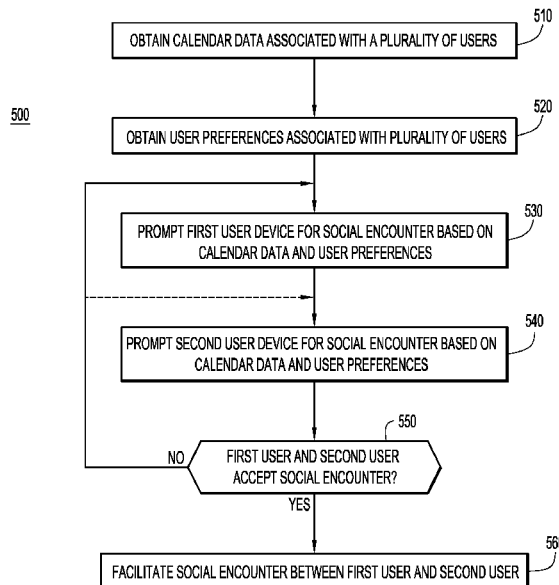 510
OBTAIN CALENDAR DATA ASSOCIATED WITH A PLURALITY OF USERS
500
520
OBTAIN USER PREFERENCES ASSOCIATED WITH PLURALITY OF USERS
530
PROMPT FIRST USER DEVICE FOR SOCIAL ENCOUNTER BASED ON
CALENDAR DATA AND USER PREFERENCES
540
PROMPT SECOND USER DEVICE FOR SOCIAL ENCOUNTER BASED ON
CALENDAR DATA AND USER PREFERENCES
550
FIRST USER AND SECOND USER
ACCEPT SOCIAL ENCOUNTER?
NO
YES
FACILITATE SOCIAL ENCOUNTER BETWEEN FIRST USER AND SECOND USER